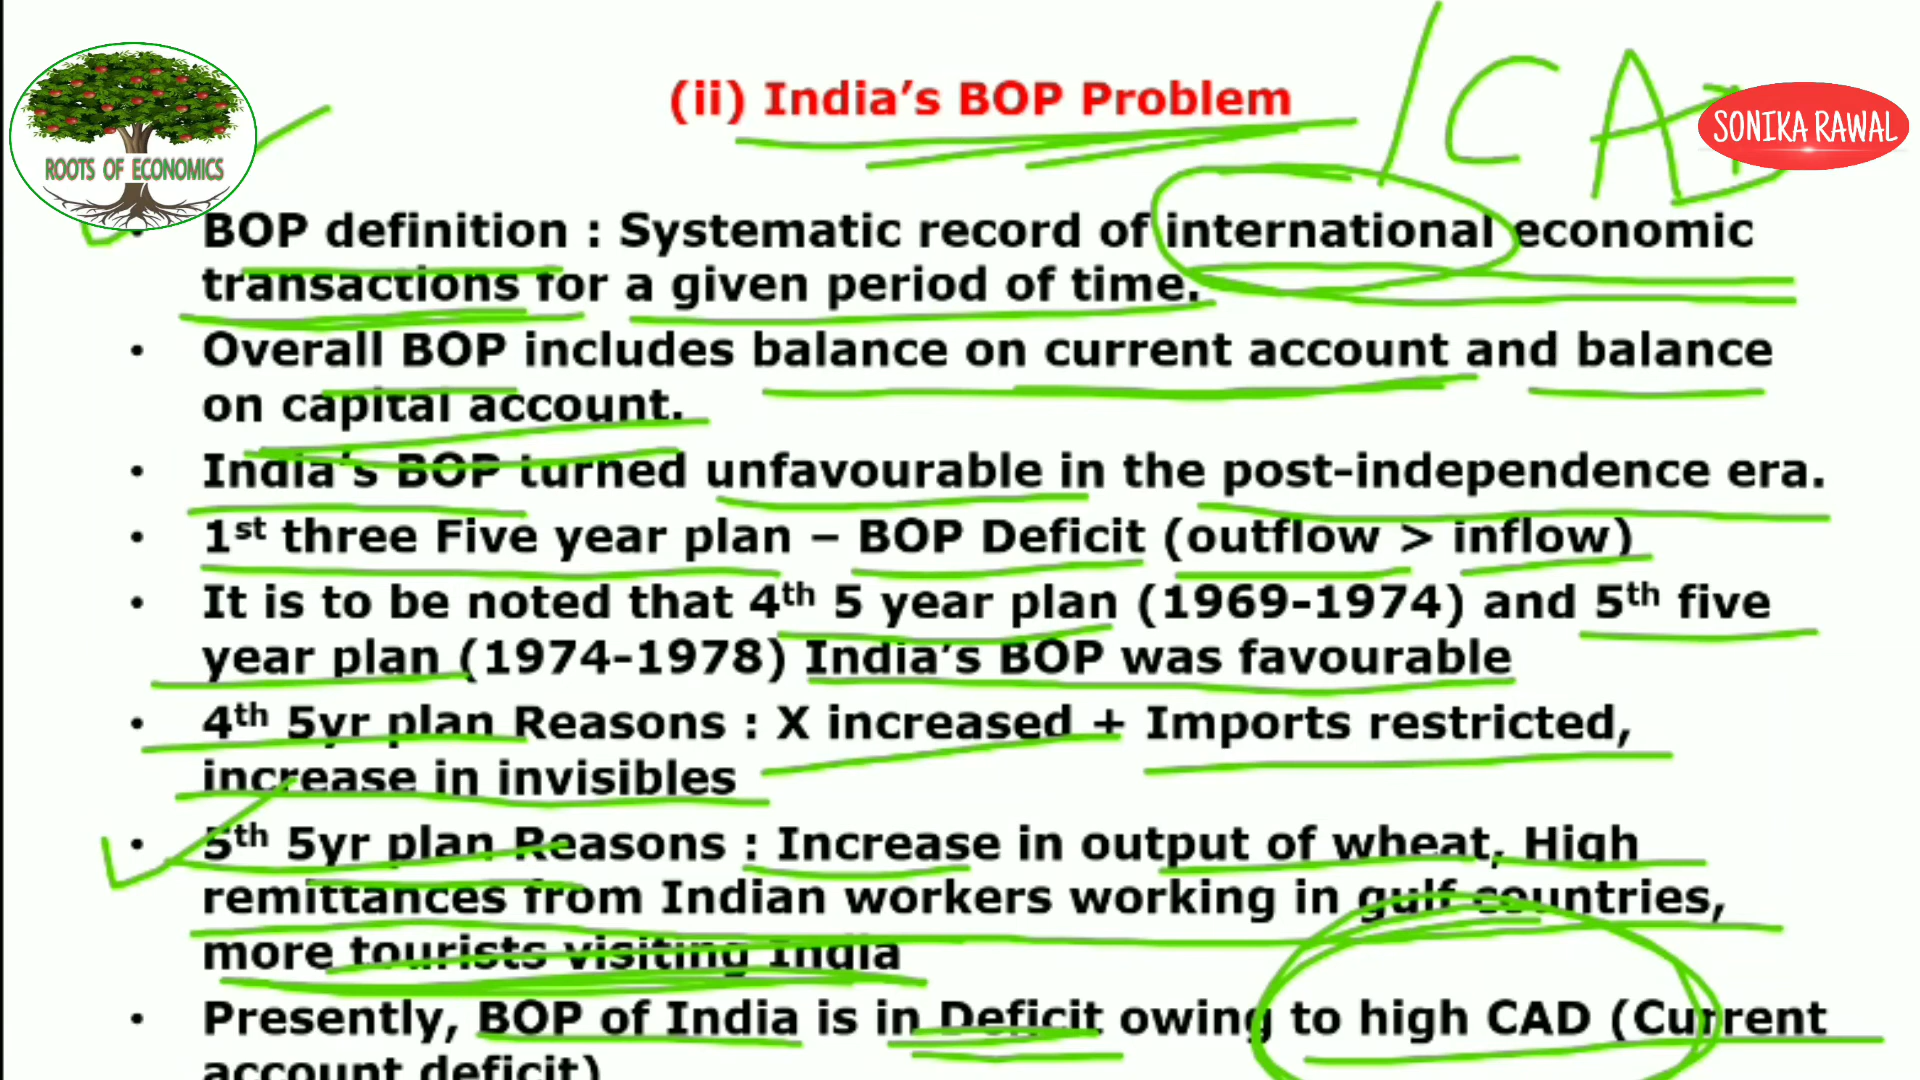 (ii) India's BOP Problem
/CAD
SONIKA RAWAL
ROOTS OF ECONOMICS
• BOP definition : Systematic record of international economic
transactions for a given period of time.
• Overall BOP includes balance on current account and balance
on capital account.
• India's BOP turned unfavourable in the post-independence era.
• 1st three Five year plan – BOP Deficit (outflow > inflow)
• It is to be noted that 4th 5 year plan (1969-1974) and 5th five
year plan (1974-1978) India's BOP was favourable
• 4th 5yr plan Reasons : X increased + Imports restricted,
increase in invisibles
• 5th 5yr plan Reasons : Increase in output of wheat, High
remittances from Indian workers working in gulf countries,
more tourists visiting India
• Presently, BOP of India is in Deficit owing to high CAD (Current
account deficit)